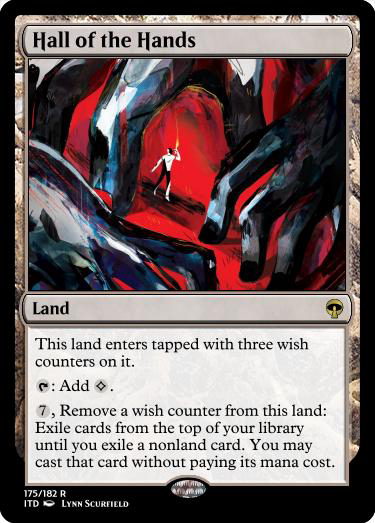 Hall of the Hands
Land
This land enters tapped with three wish
counters on it.
: Add .
7, Remove a wish counter from this land:
Exile cards from the top of your library
until you exile a nonland card. You may
cast that card without paying its mana cost.
175/182 R
ITD LYNN SCURFIELD